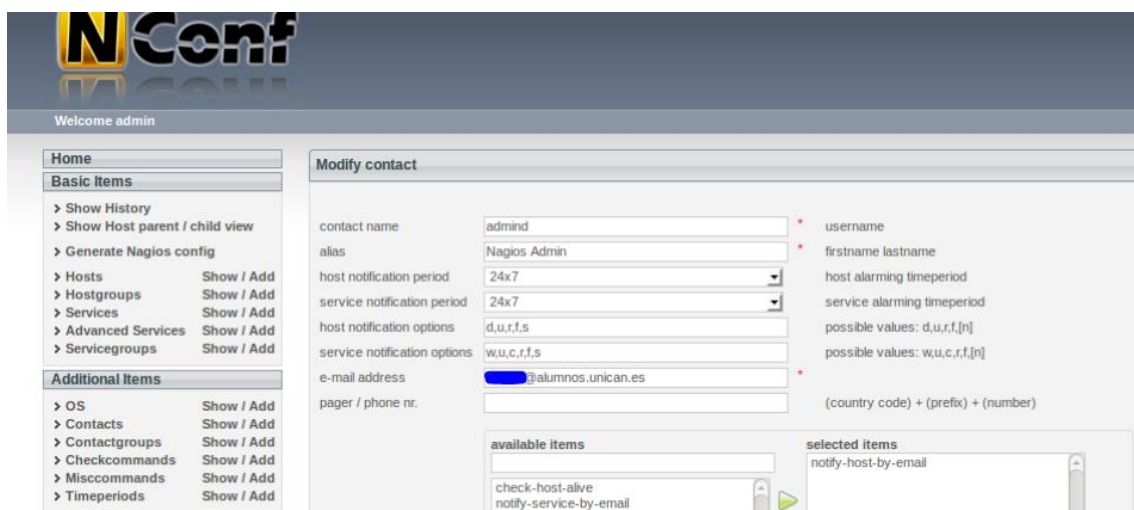 NConf
Welcome admin
Home
Basic Items
Show History
Show Host parent / child view
Generate Nagios config
Hosts Show / Add
Hostgroups Show / Add
Services Show / Add
Advanced Services Show / Add
Servicegroups Show / Add
Additional Items
OS Show / Add
Contacts Show / Add
Contactgroups Show / Add
Checkcommands Show / Add
Misccommands Show / Add
Timeperiods Show / Add
Modify contact
contact name admind * username
alias Nagios Admin * firstname lastname
host notification period 24x7 host alarming timeperiod
service notification period 24x7 service alarming timeperiod
host notification options d,u,r,f,s possible values: d,u,r,f,[n]
service notification options w,u,c,r,f,s possible values: w,u,c,r,f,[n]
e-mail address @alumnos.unican.es *
pager / phone nr. (country code) + (prefix) + (number)
available items selected items
notify-host-by-email
check-host-alive
notify-service-by-email